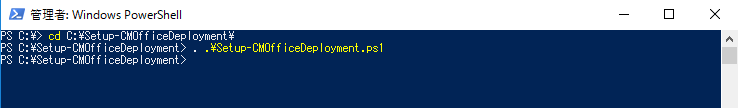 管理者: Windows PowerShell
PS C:¥> cd C:¥Setup-CMOfficeDeployment¥
PS C:¥Setup-CMOfficeDeployment> . .¥Setup-CMOfficeDeployment.ps1
PS C:¥Setup-CMOfficeDeployment>